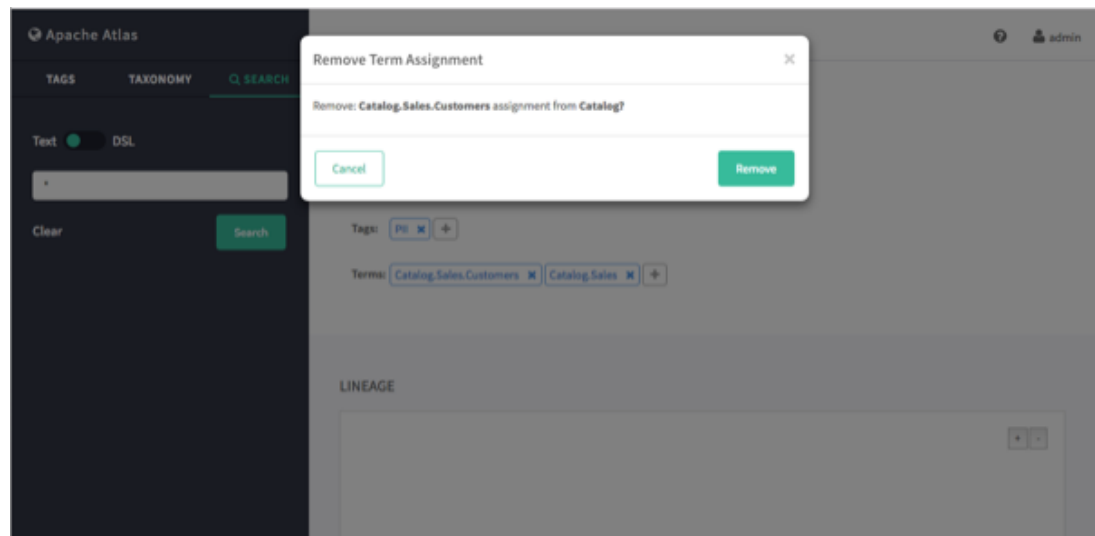 Apache Atlas
admin
TAGS TAXONOMY SEARCH
Remove Term Assignment
Remove: Catalog.Sales.Customers assignment from Catalog?
Cancel Remove
Text DSL
*
Clear Search
Tags: PII
Terms: Catalog.Sales.Customers Catalog.Sales
LINEAGE
+ -